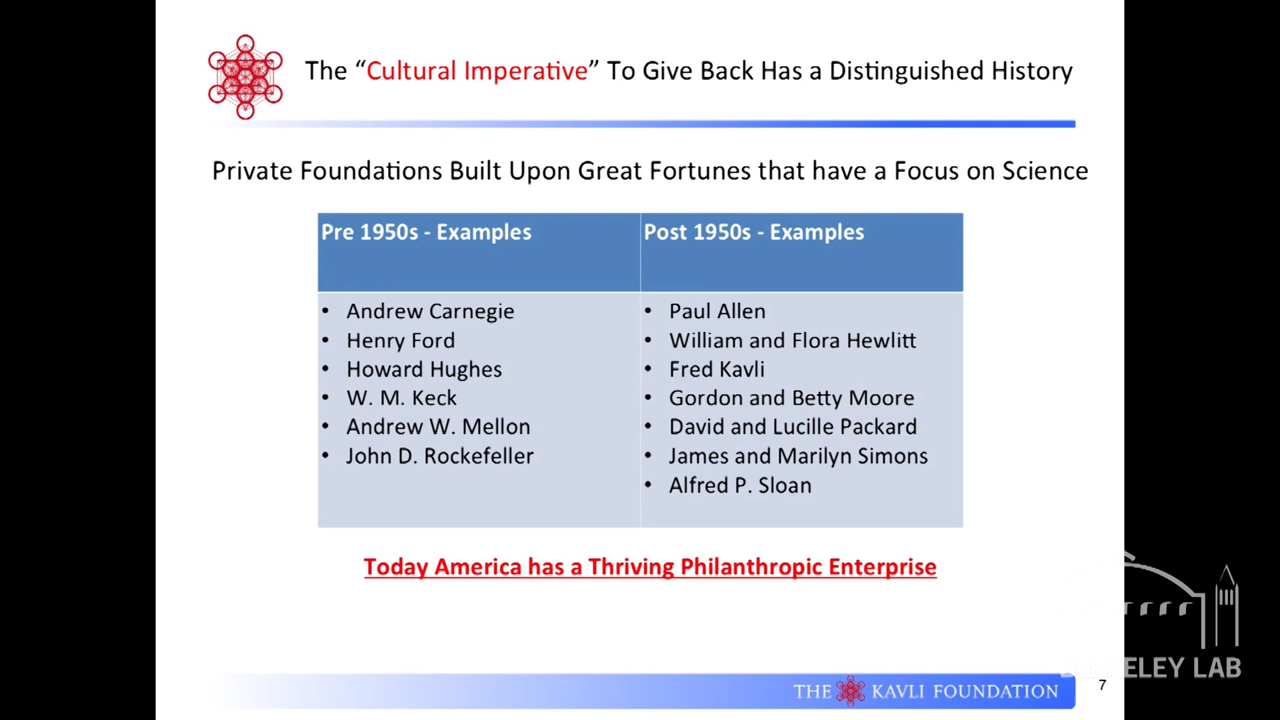 The “Cultural Imperative” To Give Back Has a Distinguished History
Private Foundations Built Upon Great Fortunes that have a Focus on Science
Pre 1950s - Examples
• Andrew Carnegie
• Henry Ford
• Howard Hughes
• W. M. Keck
• Andrew W. Mellon
• John D. Rockefeller
Post 1950s - Examples
• Paul Allen
• William and Flora Hewlitt
• Fred Kavli
• Gordon and Betty Moore
• David and Lucille Packard
• James and Marilyn Simons
• Alfred P. Sloan
Today America has a Thriving Philanthropic Enterprise
THE KAVLI FOUNDATION
7
LAB